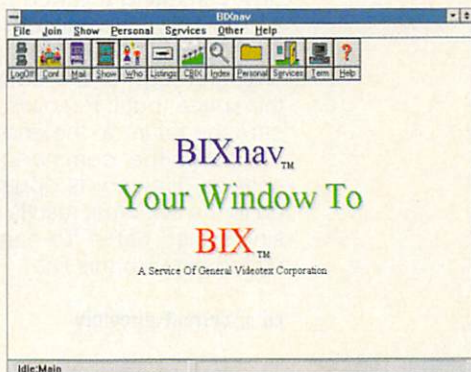 BIXnav
File Join Show Personal Services Other Help
LogOff Conf Mail Show Who Listings CBIX Index Personal Services Term Help
BIXnav™
Your Window To
BIX™
A Service Of General Videotex Corporation
Idle:Main